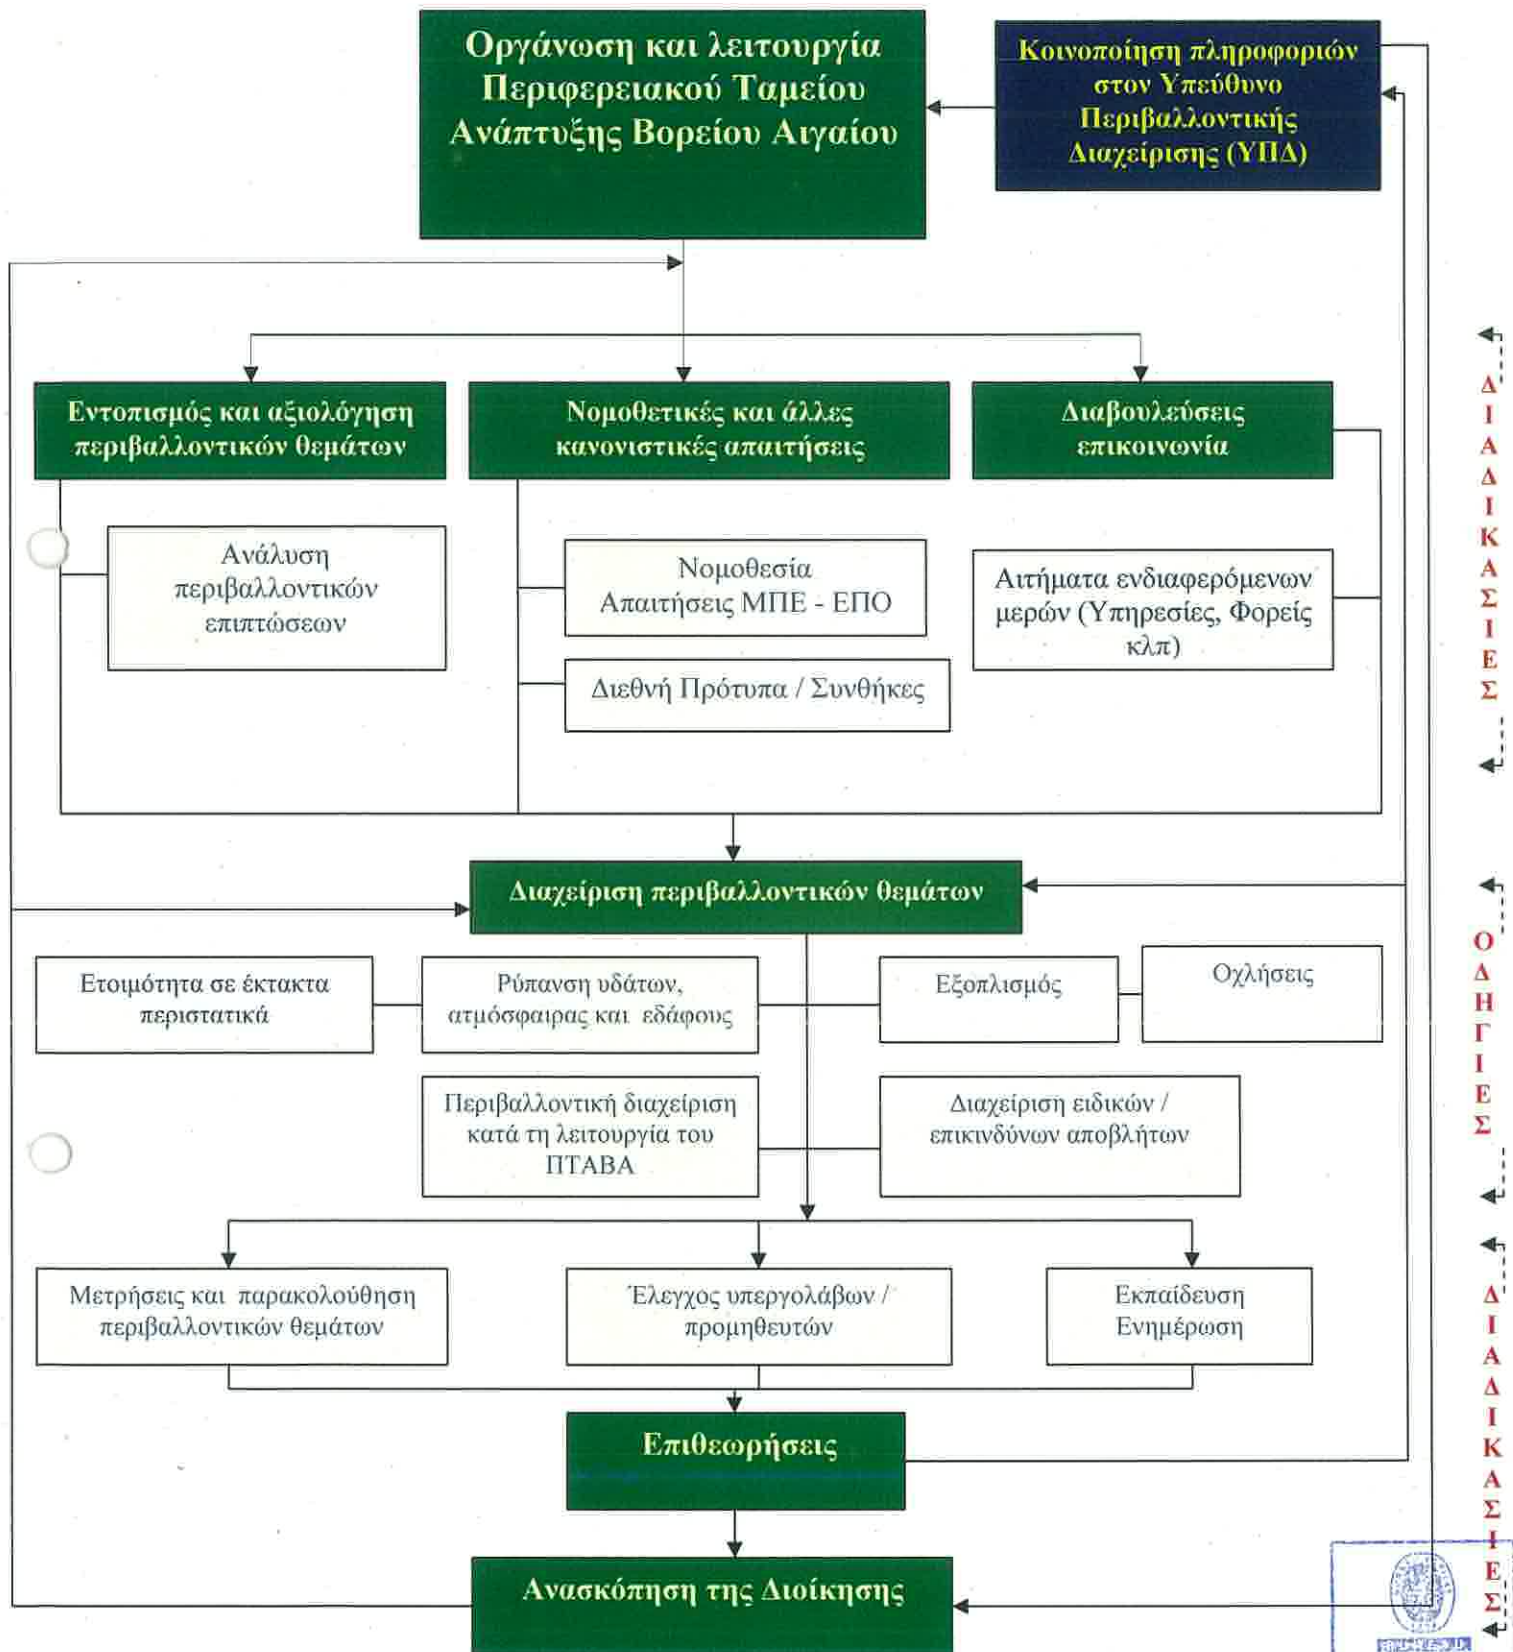 Οργάνωση και λειτουργία
Περιφερειακού Ταμείου
Ανάπτυξης Βορείου Αιγαίου
Κοινοποίηση πληροφοριών
στον Υπεύθυνο
Περιβαλλοντικής
Διαχείρισης (ΥΠΔ)
Εντοπισμός και αξιολόγηση
περιβαλλοντικών θεμάτων
Νομοθετικές και άλλες
κανονιστικές απαιτήσεις
Διαβουλεύσεις
επικοινωνία
Ανάλυση
περιβαλλοντικών
επιπτώσεων
Νομοθεσία
Απαιτήσεις ΜΠΕ - ΕΠΟ
Διεθνή Πρότυπα / Συνθήκες
Αιτήματα ενδιαφερόμενων
μερών (Υπηρεσίες, Φορείς
κλπ)
ΔΙΑΔΙΚΑΣΙΕΣ
Διαχείριση περιβαλλοντικών θεμάτων
Ετοιμότητα σε έκτακτα
περιστατικά
Ρύπανση υδάτων,
ατμόσφαιρας και εδάφους
Εξοπλισμός
Οχλήσεις
Περιβαλλοντική διαχείριση
κατά τη λειτουργία του
ΠΤΑΒΑ
Διαχείριση ειδικών /
επικινδύνων αποβλήτων
ΟΔΗΓΙΕΣ
Μετρήσεις και παρακολούθηση
περιβαλλοντικών θεμάτων
Έλεγχος υπεργολάβων /
προμηθευτών
Εκπαίδευση
Ενημέρωση
Επιθεωρήσεις
Ανασκόπηση της Διοίκησης
ΔΙΑΔΙΚΑΣΙΕΣ